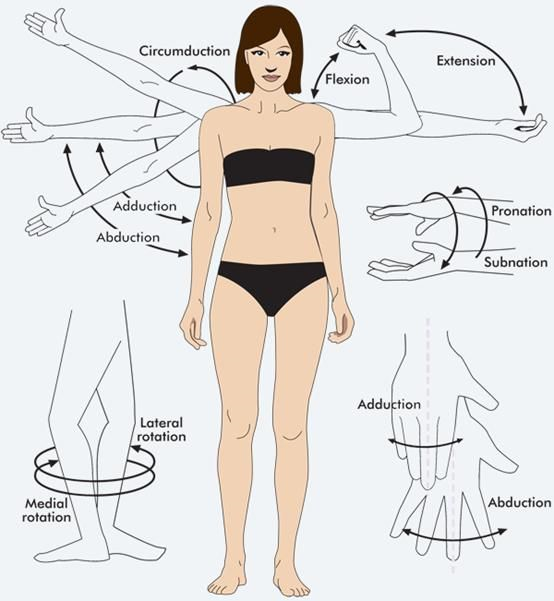 Circumduction
Flexion
Extension
Adduction
Abduction
Pronation
Subnation
Lateral
rotation
Medial
rotation
Adduction
Abduction